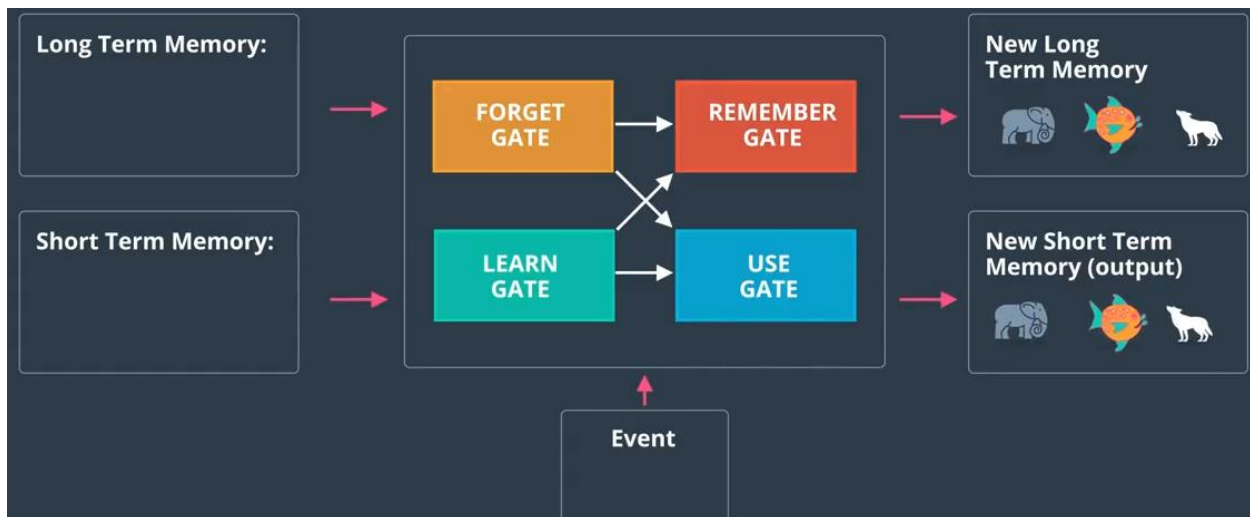 Long Term Memory:
New Long
Term Memory
FORGET
GATE
REMEMBER
GATE
Short Term Memory:
New Short Term
Memory (output)
LEARN
GATE
USE
GATE
Event